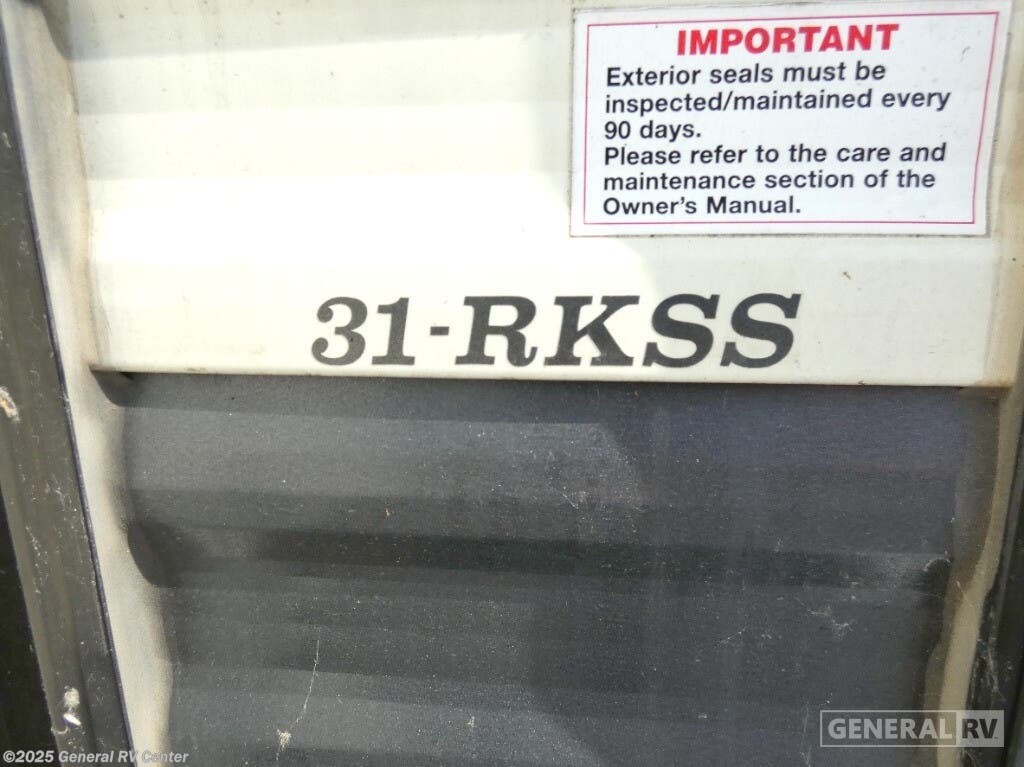 IMPORTANT
Exterior seals must be
inspected/maintained every
90 days.
Please refer to the care and
maintenance section of the
Owner's Manual.
31-RKSS
GENERAL RV
©2025 General RV Center